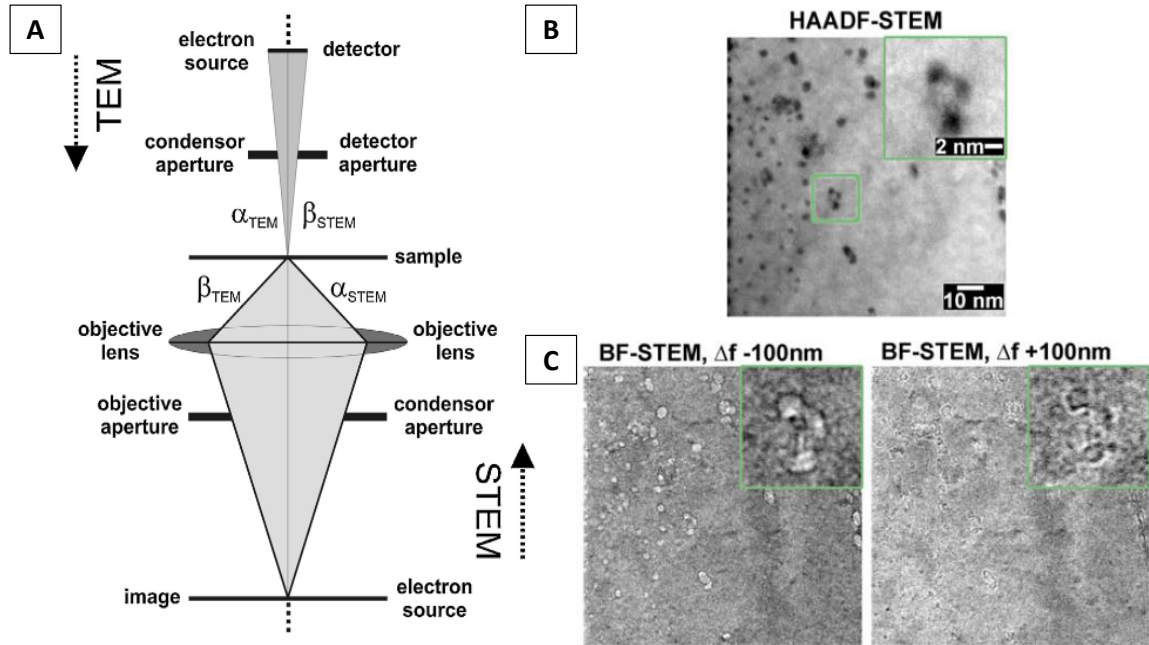 A
TEM
electron
source
detector
condensor
aperture
detector
aperture
αTEM
βSTEM
sample
βTEM
αSTEM
objective
lens
objective
lens
objective
aperture
condensor
aperture
STEM
image
electron
source
B
HAADF-STEM
2 nm
10 nm
C
BF-STEM, Δf -100nm
BF-STEM, Δf +100nm